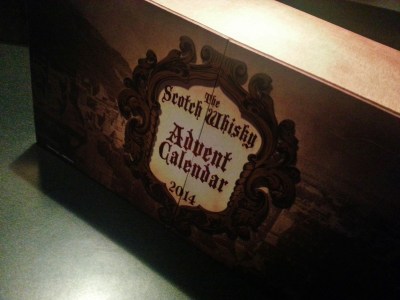 The
Scotch Whisky
Advent
Calendar
2014